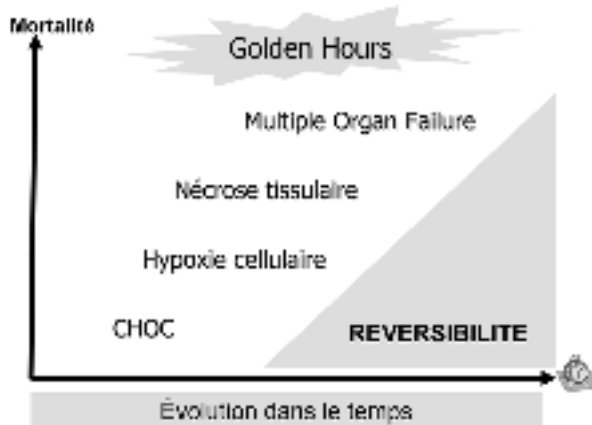 Mortalité
Golden Hours
Multiple Organ Failure
Nécrose tissulaire
Hypoxie cellulaire
CHOC
REVERSIBILITE
Évolution dans le temps